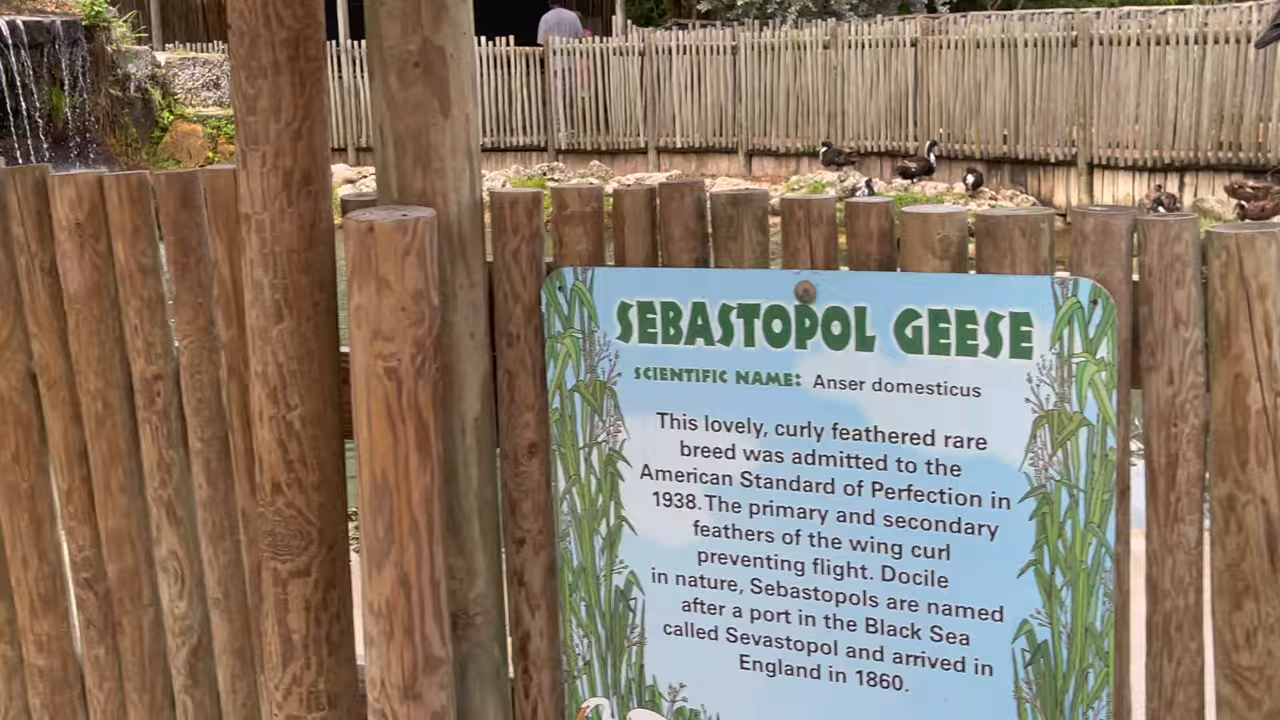 SEBASTOPOL GEESE
SCIENTIFIC NAME: Anser domesticus
This lovely, curly feathered rare
breed was admitted to the
American Standard of Perfection in
1938. The primary and secondary
feathers of the wing curl
preventing flight. Docile
in nature, Sebastopols are named
after a port in the Black Sea
called Sevastopol and arrived in
England in 1860.